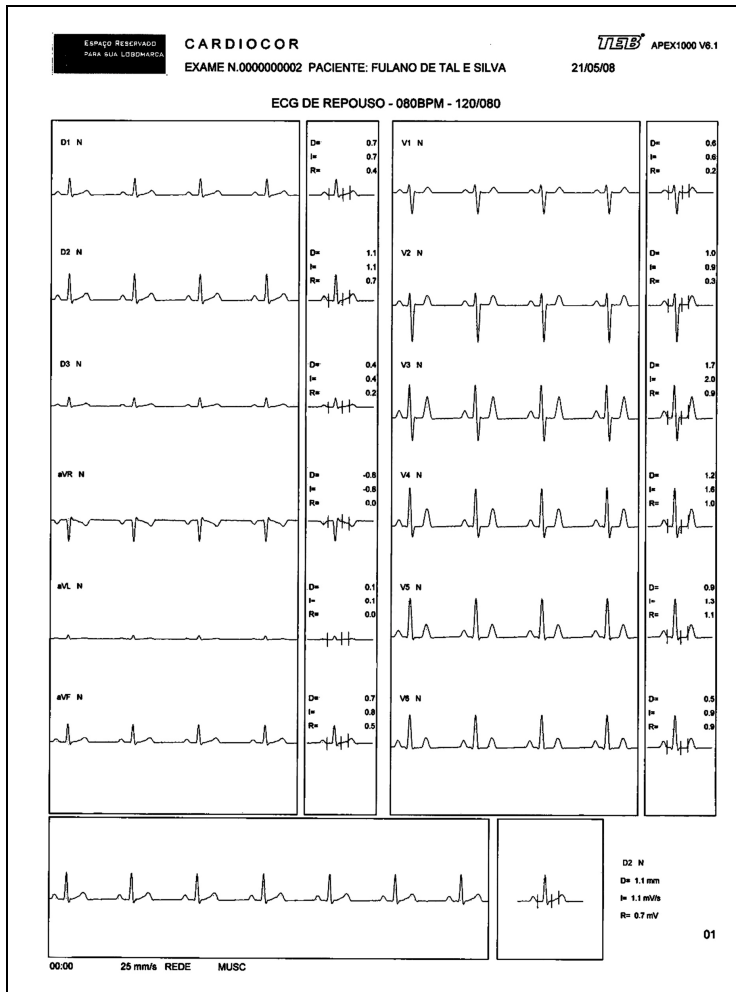 ESPAÇO RESERVADO
PARA SUA LOGOMARCA
CARDIOCOR
TEB APEX1000 V6.1
EXAME N.0000000002 PACIENTE: FULANO DE TAL E SILVA 21/05/08
ECG DE REPOUSO - 080BPM - 120/080
D1 N
D= 0.7
I= 0.7
R= 0.4
D2 N
D= 1.1
I= 1.1
R= 0.7
D3 N
D= 0.4
I= 0.4
R= 0.2
aVR N
D= -0.8
I= -0.8
R= 0.0
aVL N
D= 0.1
I= 0.1
R= 0.0
aVF N
D= 0.7
I= 0.8
R= 0.5
V1 N
D= 0.6
I= 0.6
R= 0.2
V2 N
D= 1.0
I= 0.9
R= 0.3
V3 N
D= 1.7
I= 2.0
R= 0.9
V4 N
D= 1.2
I= 1.6
R= 1.0
V5 N
D= 0.9
I= 1.3
R= 1.1
V6 N
D= 0.5
I= 0.9
R= 0.9
D2 N
D= 1.1 mm
I= 1.1 mV/s
R= 0.7 mV
01
00:00 25 mm/s REDE MUSC